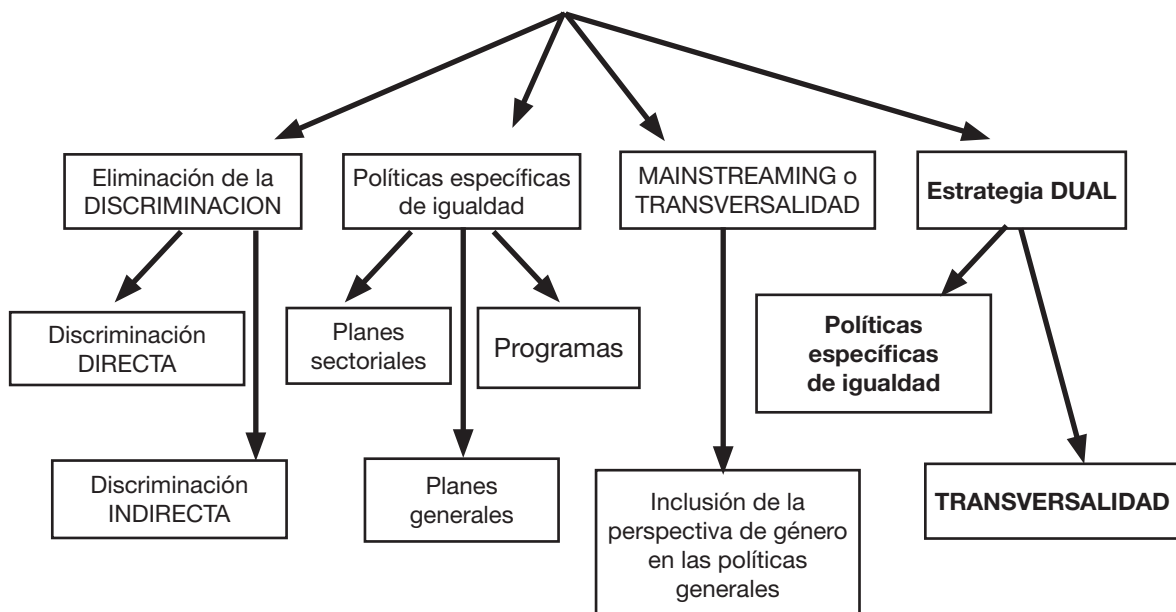 Eliminación de la
DISCRIMINACION
Políticas específicas
de igualdad
MAINSTREAMING o
TRANSVERSALIDAD
Estrategia DUAL
Discriminación
DIRECTA
Planes
sectoriales
Programas
Políticas
específicas
de igualdad
Discriminación
INDIRECTA
Planes
generales
Inclusión de la
perspectiva de género
en las políticas
generales
TRANSVERSALIDAD